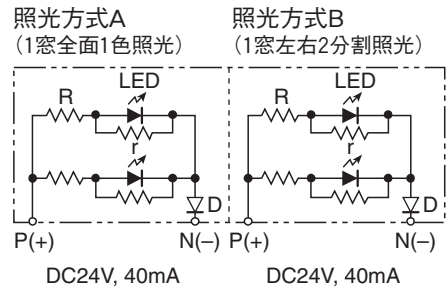 照光方式A
(1窓全面1色照光)
LED
R
r
D
P(+)
N(–)
DC24V, 40mA
照光方式B
(1窓左右2分割照光)
LED
R
r
D
P(+)
N(–)
DC24V, 40mA